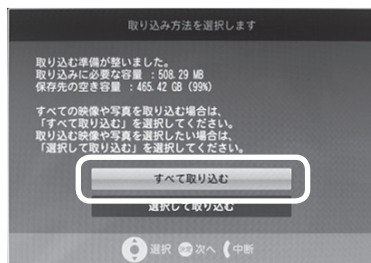 取り込み方法を選択します
取り込む準備が整いました。
取り込みに必要な容量 ：508.29 MB
保存先の空き容量 ：465.42 GB (99%)
すべての映像や写真を取り込む場合は、
「すべて取り込む」を選択してください。
取り込む映像や写真を選択したい場合は、
「選択して取り込む」を選択してください。
すべて取り込む
選択して取り込む
選択 決定 次へ 中断